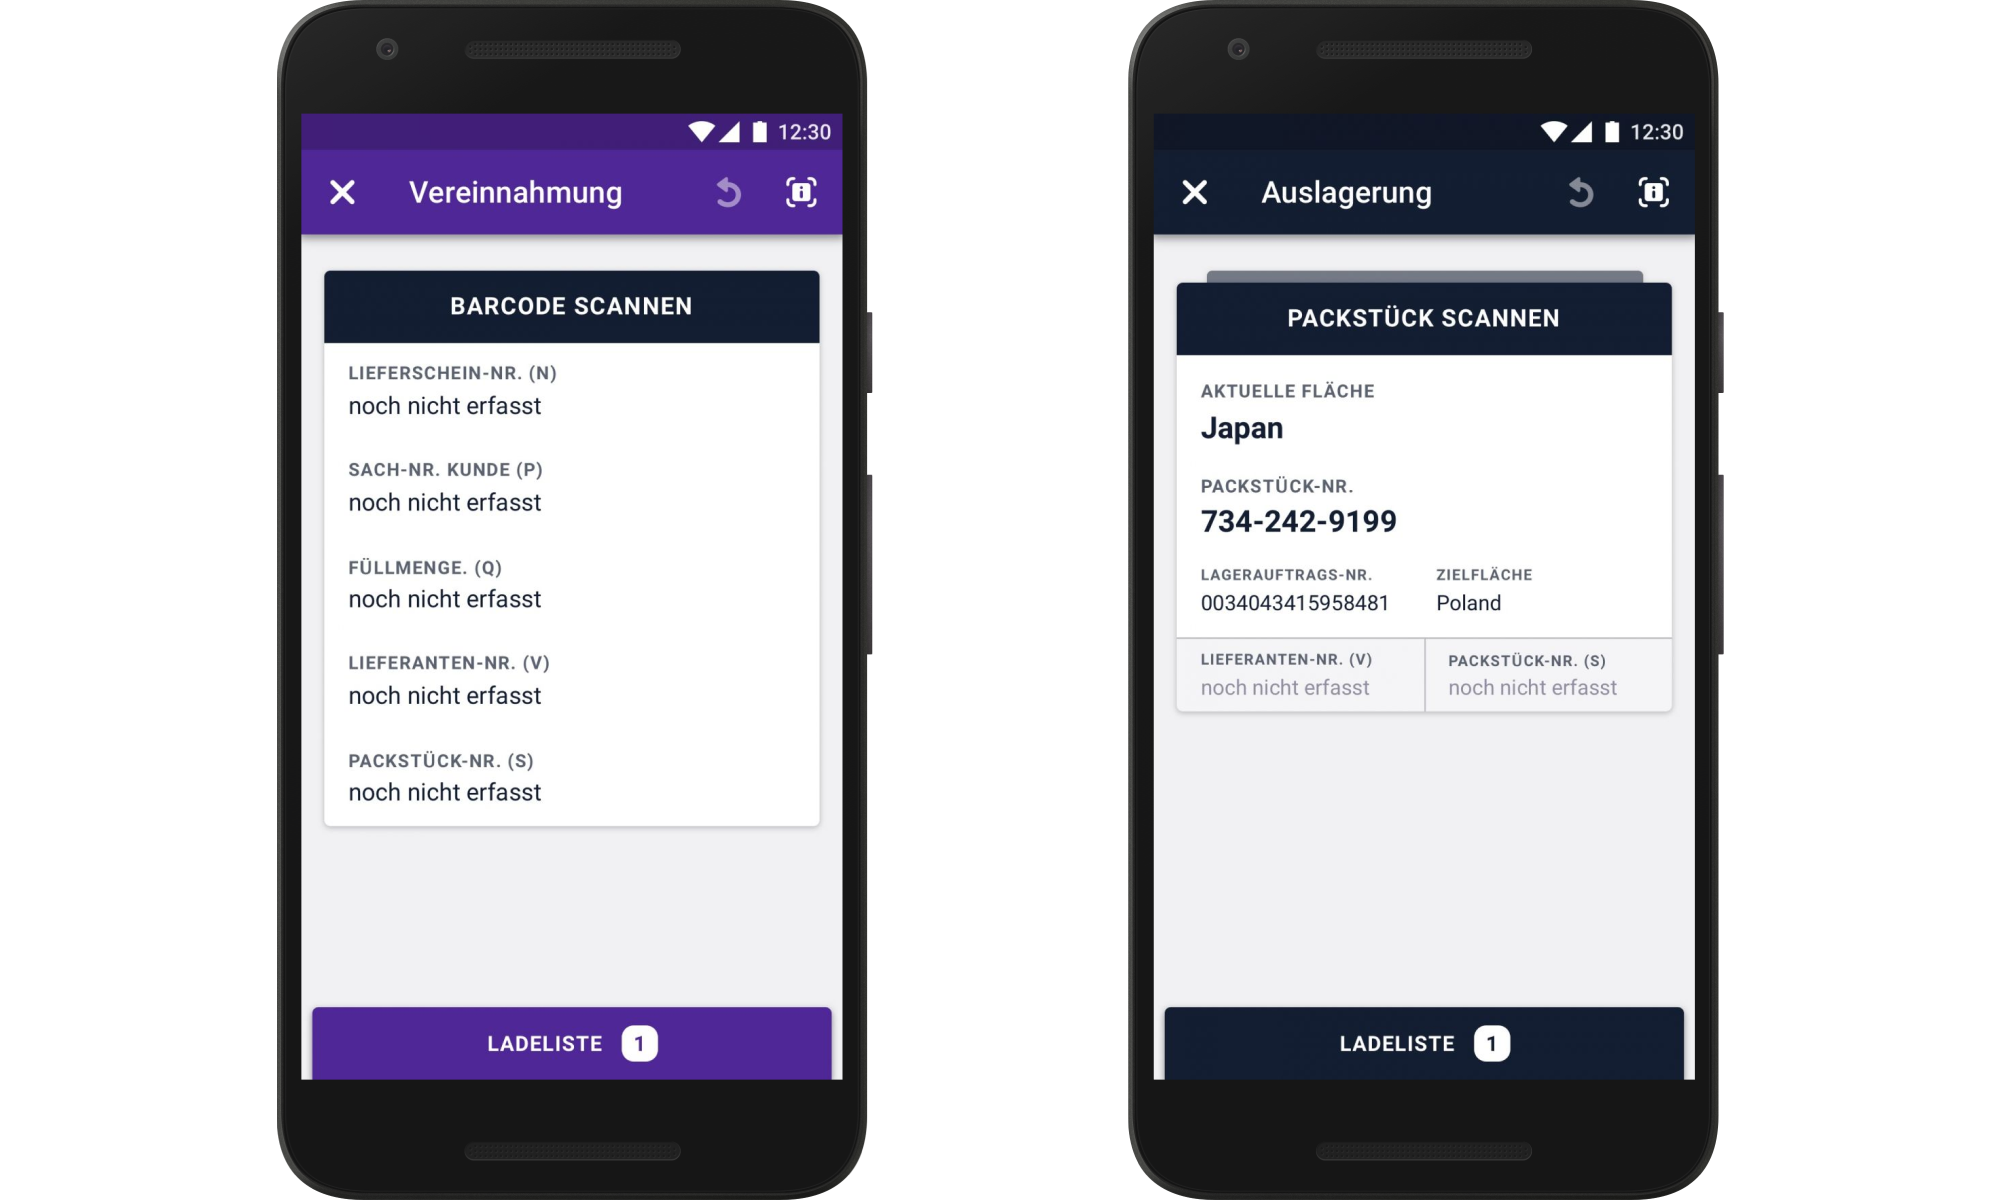 12:30
Vereinnahmung
BARCODE SCANNEN
LIEFERSCHEIN-NR. (N)
noch nicht erfasst
SACH-NR. KUNDE (P)
noch nicht erfasst
FÜLLMENGE. (Q)
noch nicht erfasst
LIEFERANTEN-NR. (V)
noch nicht erfasst
PACKSTÜCK-NR. (S)
noch nicht erfasst
LADELISTE 1
12:30
Auslagerung
PACKSTÜCK SCANNEN
AKTUELLE FLÄCHE
Japan
PACKSTÜCK-NR.
734-242-9199
LAGERAUFTRAGS-NR. ZIELFLÄCHE
0034043415958481 Poland
LIEFERANTEN-NR. (V) PACKSTÜCK-NR. (S)
noch nicht erfasst noch nicht erfasst
LADELISTE 1